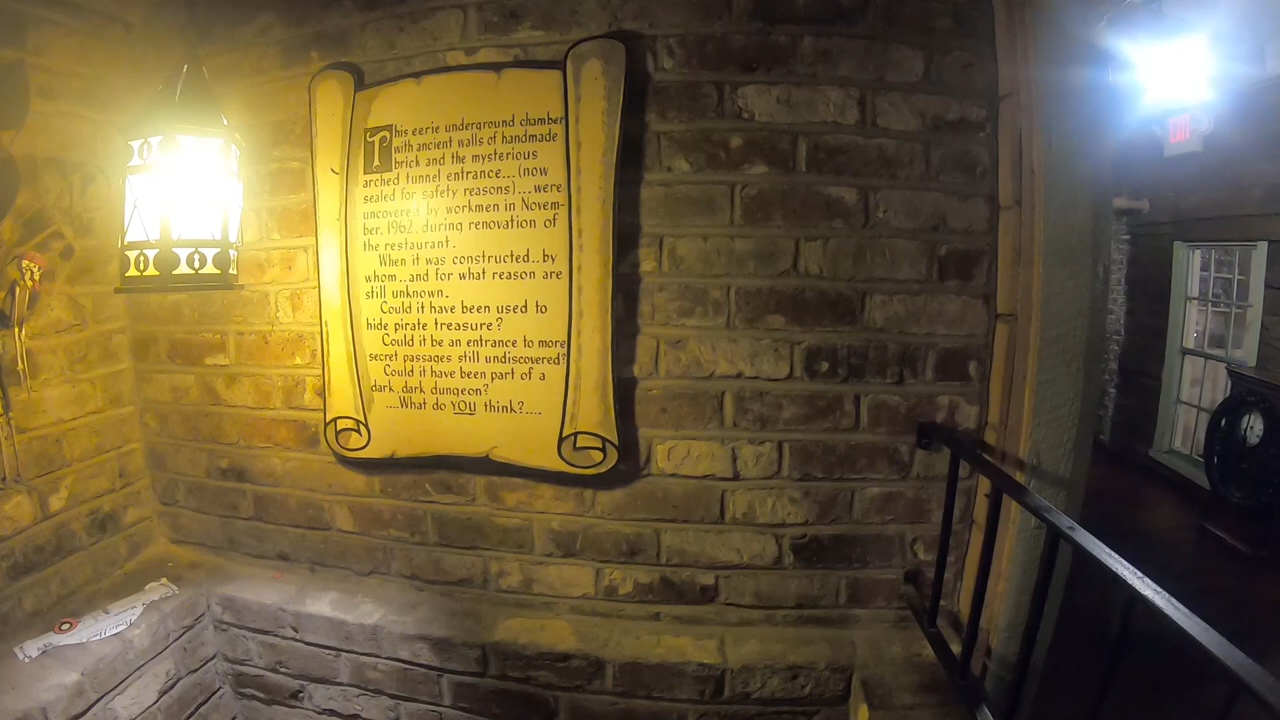 This eerie underground chamber
with ancient walls of handmade
brick and the mysterious
arched tunnel entrance...(now
sealed for safety reasons)...were
uncovered by workmen in Novem-
ber, 1962, during renovation of
the restaurant.
When it was constructed..by
whom..and for what reason are
still unknown.
Could it have been used to
hide pirate treasure?
Could it be an entrance to more
secret passages still undiscovered?
Could it have been part of a
dark, dark dungeon?
....What do YOU think?....
EXIT